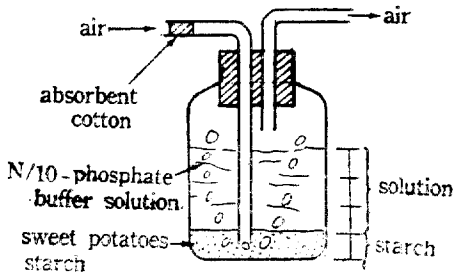 air
air
absorbent
cotton
N/10-phosphate
buffer solution
sweet potatoes
starch
solution
starch